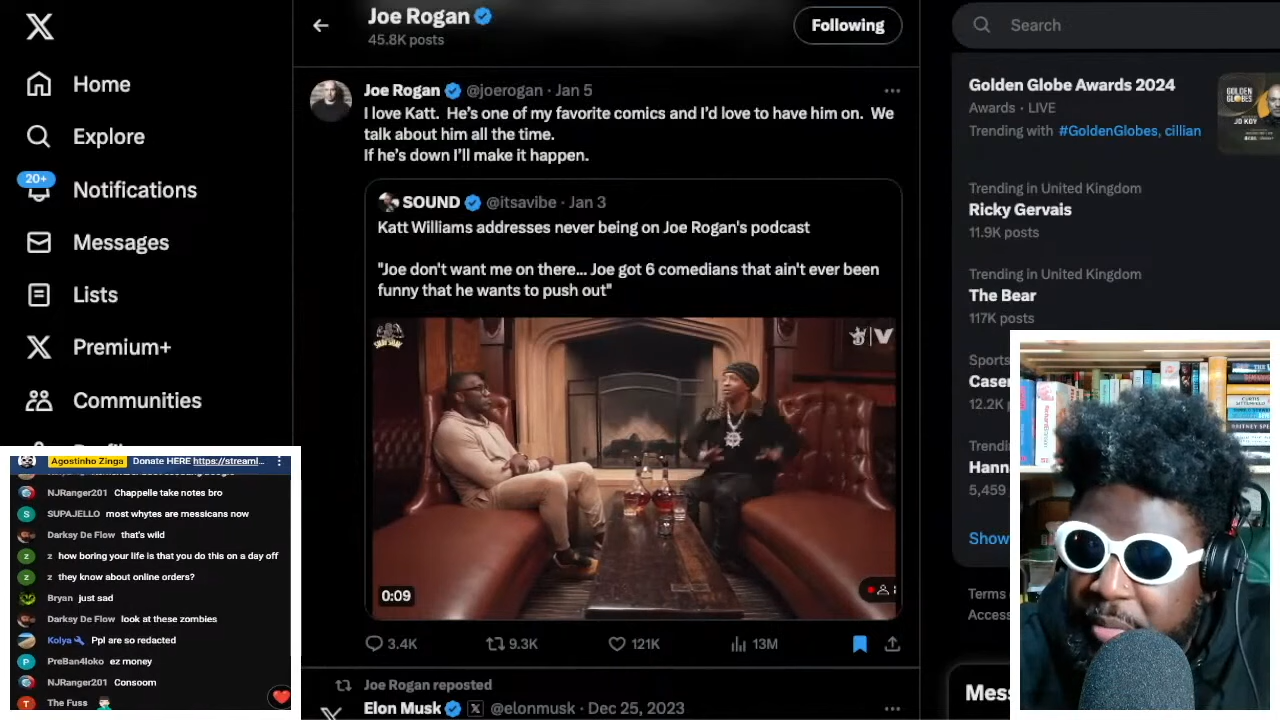 Home
Explore
20+
Notifications
Messages
Lists
Premium+
Communities
Agostinho Zinga Donate HERE https://streaml...
NJRanger201 Chappelle take notes bro
SUPAJELLO most whytes are messicans now
Darksy De Flow that's wild
z how boring your life is that you do this on a day off
z they know about online orders?
Bryan just sad
Darksy De Flow look at these zombies
Kolya Ppl are so redacted
PreBan4loko ez money
NJRanger201 Consoom
The Fuss
Joe Rogan
45.8K posts
Following
Joe Rogan @joerogan · Jan 5
I love Katt. He's one of my favorite comics and I'd love to have him on. We
talk about him all the time.
If he's down I'll make it happen.
SOUND @itsavibe · Jan 3
Katt Williams addresses never being on Joe Rogan's podcast
"Joe don't want me on there... Joe got 6 comedians that ain't ever been
funny that he wants to push out"
0:09
3.4K 9.3K 121K 13M
Joe Rogan reposted
Elon Musk X @elonmusk · Dec 25, 2023
Search
Golden Globe Awards 2024
Awards · LIVE
Trending with #GoldenGlobes, cillian
GOLDEN
GLOBES
JO KOY
Trending in United Kingdom
Ricky Gervais
11.9K posts
Trending in United Kingdom
The Bear
117K posts
Sports
Caser
12.2K p
Trendi
Hann
5,459
Show
Terms
Access
Mess